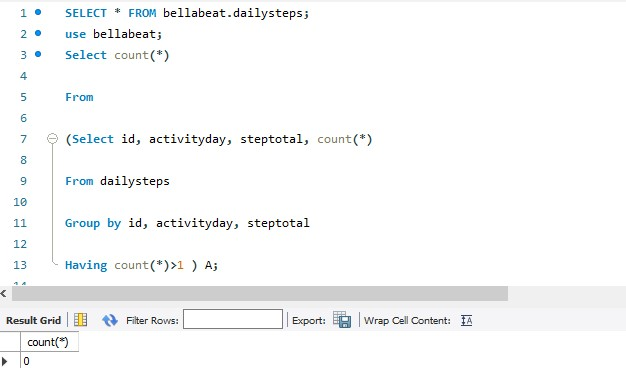 1 SELECT * FROM bellabeat.dailysteps;
2 use bellabeat;
3 Select count(*)
4
5 From
6
7 (Select id, activityday, steptotal, count(*)
8
9 From dailysteps
10
11 Group by id, activityday, steptotal
12
13 Having count(*)>1 ) A;
14
Result Grid Filter Rows: Export: Wrap Cell Content: IA
count(*)
0